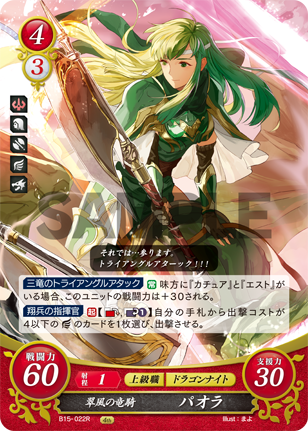 4
3
SAMPLE
それでは…参ります。
トライアングルアターック!!!
三竜のトライアングルアタック 常 味方に『カチュア』と『エスト』が
いる場合、このユニットの戦闘力は+30される。
翔兵の指揮官 起 自分の手札から出撃コストが
4以下の のカードを1枚選び、出撃させる。
戦闘力
60
射程 1 上級職 ドラゴンナイト
支援力
30
翠風の竜騎 パオラ
B15-022R Illust：まよ